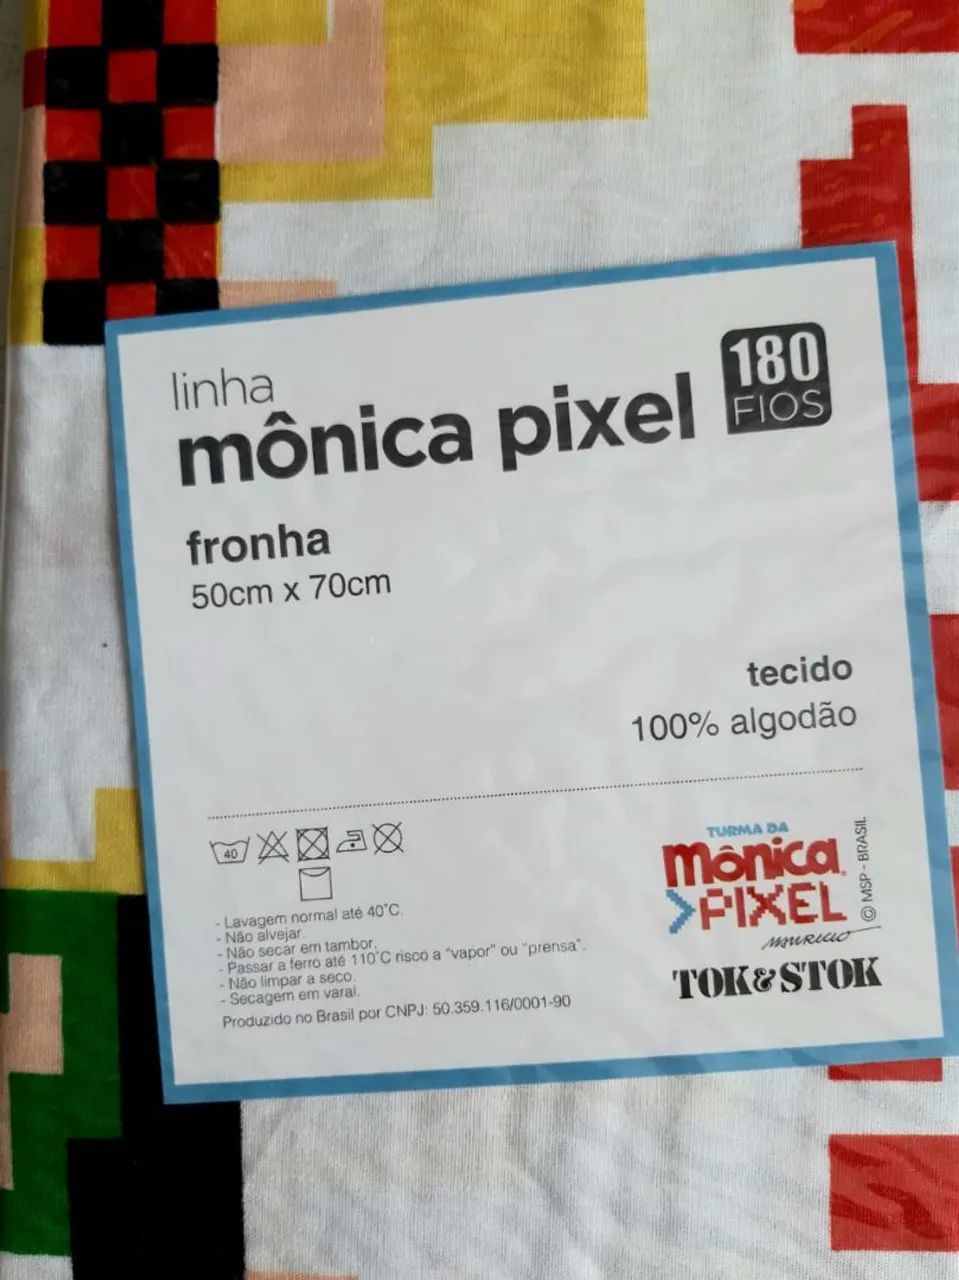 linha
mônica pixel
180
FIOS
fronha
50cm x 70cm
tecido
100% algodão
40
- Lavagem normal até 40°C.
- Não alvejar.
- Não secar em tambor.
- Passar a ferro até 110°C risco a "vapor" ou "prensa".
- Não limpar a seco.
- Secagem em varal.
Produzido no Brasil por CNPJ: 50.359.116/0001-90
TURMA DA
mônica
PIXEL
© MSP - BRASIL
MAURICIO
TOK&STOK